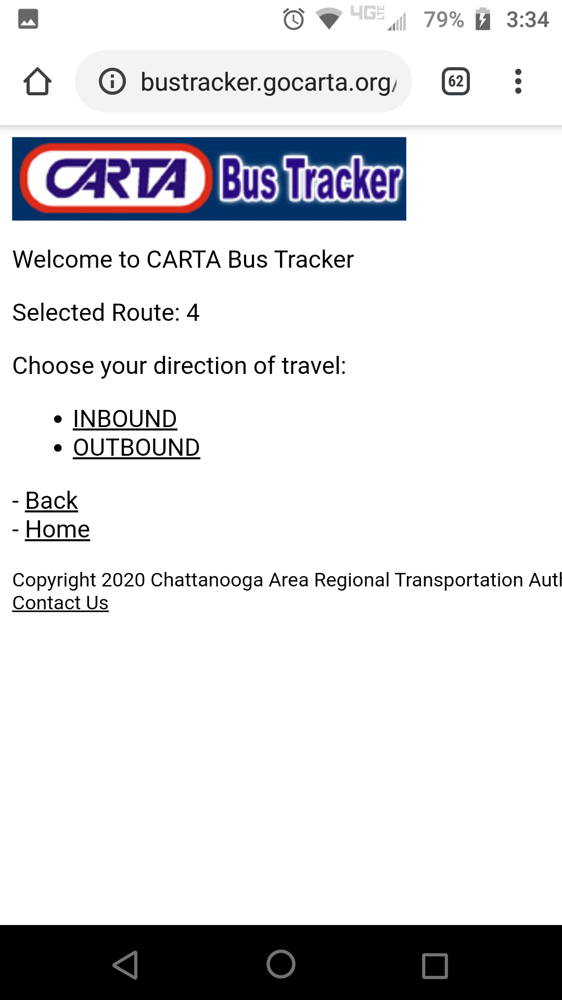 4G LTE 79% 3:34
bustracker.gocarta.org/ 62
CARTA Bus Tracker
Welcome to CARTA Bus Tracker
Selected Route: 4
Choose your direction of travel:
• INBOUND
• OUTBOUND
- Back
- Home
Copyright 2020 Chattanooga Area Regional Transportation Auth
Contact Us